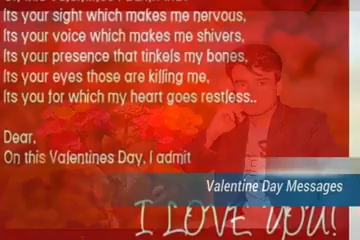 Its your sight which makes me nervous,
Its your voice which makes me shivers,
Its your presence that tinkels my bones,
Its your eyes those are killing me,
Its you for which my heart goes restless..
Dear,
On this Valentines Day, I admit
Valentine Day Messages
I LOVE YOU!